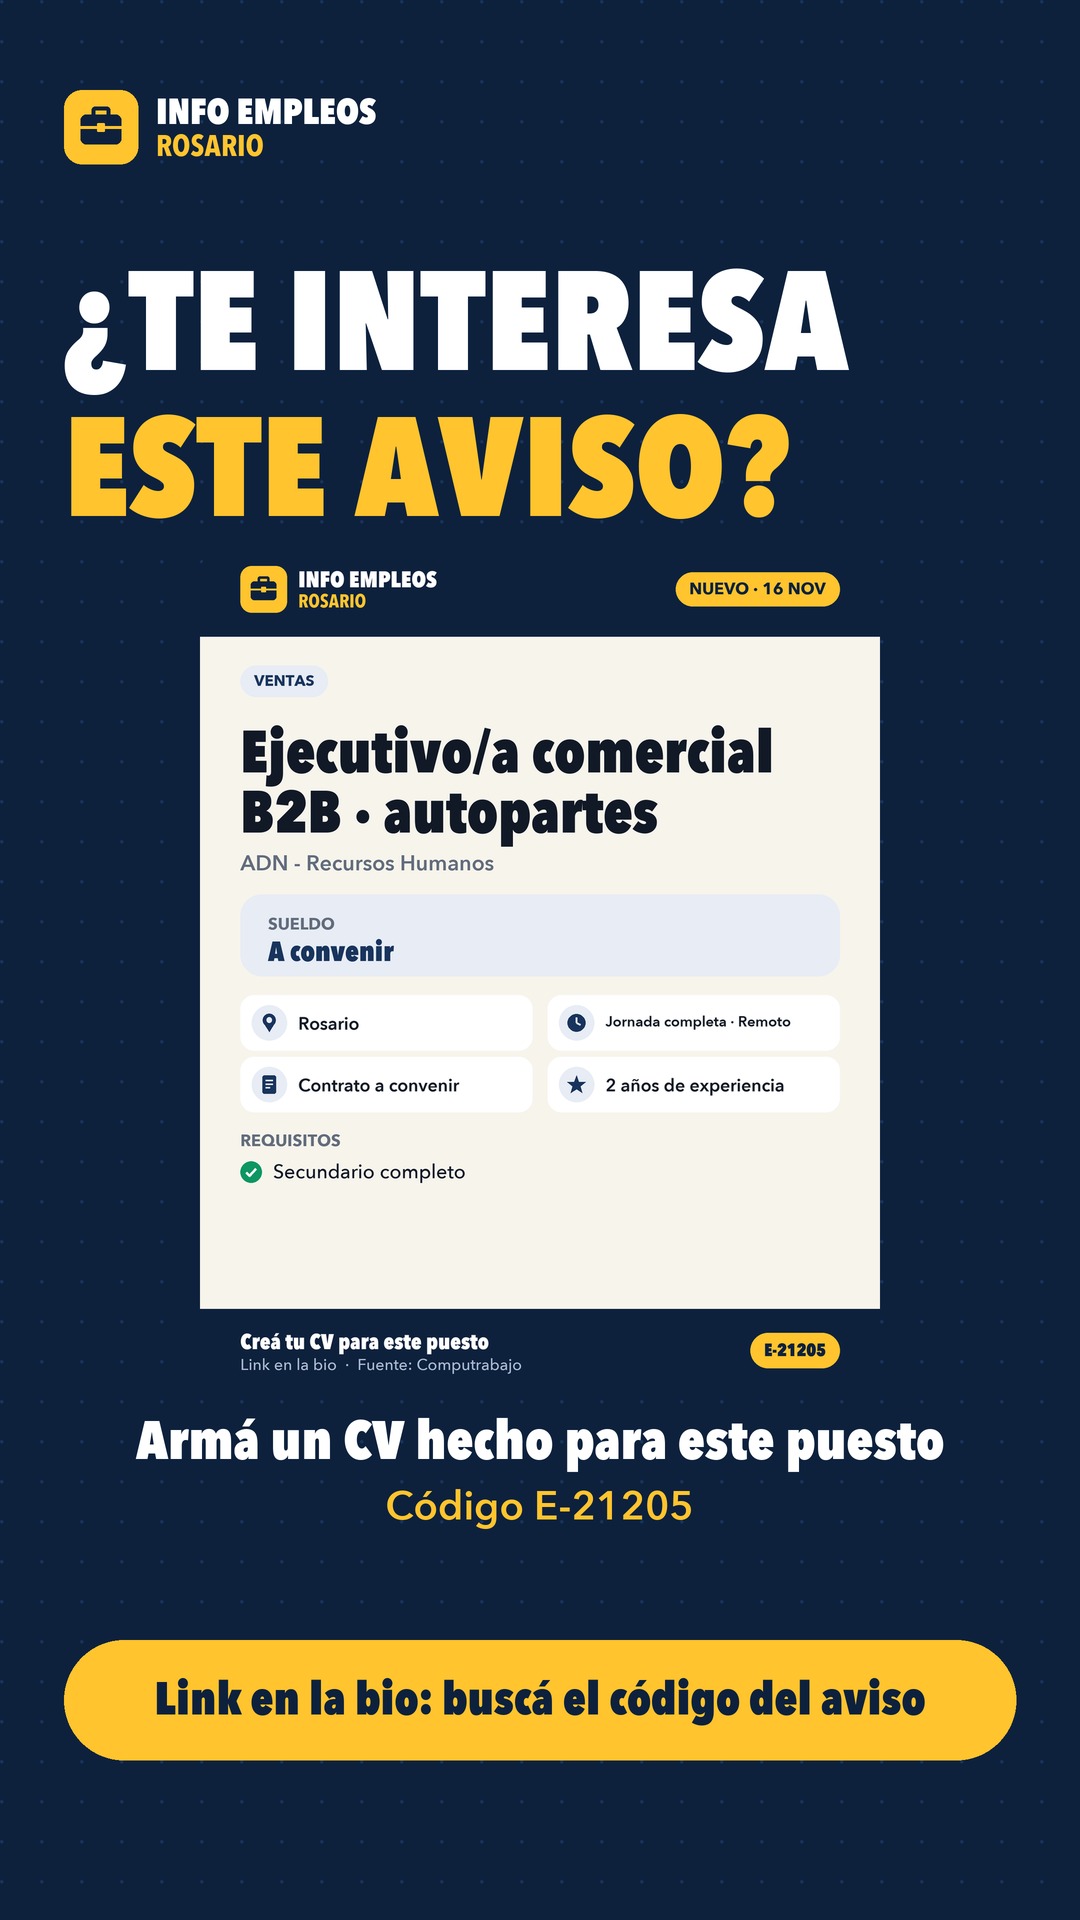 INFO EMPLEOS
ROSARIO
¿TE INTERESA
ESTE AVISO?
INFO EMPLEOS
ROSARIO
NUEVO · 16 NOV
VENTAS
Ejecutivo/a comercial
B2B · autopartes
ADN - Recursos Humanos
SUELDO
A convenir
Rosario
Jornada completa · Remoto
Contrato a convenir
2 años de experiencia
REQUISITOS
Secundario completo
Creá tu CV para este puesto
Link en la bio · Fuente: Computrabajo
E-21205
Armá un CV hecho para este puesto
Código E-21205
Link en la bio: buscá el código del aviso